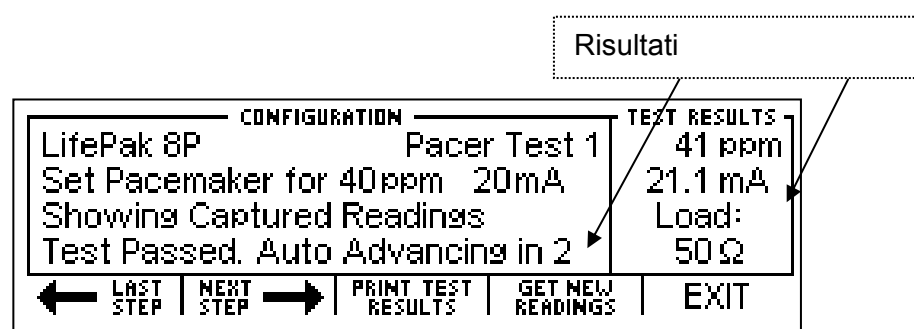 Risultati
CONFIGURATION
TEST RESULTS
LifePak 8P Pacer Test 1
41 ppm
Set Pacemaker for 40ppm 20mA
21.1 mA
Showing Captured Readings
Load:
Test Passed. Auto Advancing in 2
50 Ω
LAST STEP
NEXT STEP
PRINT TEST RESULTS
GET NEW READINGS
EXIT